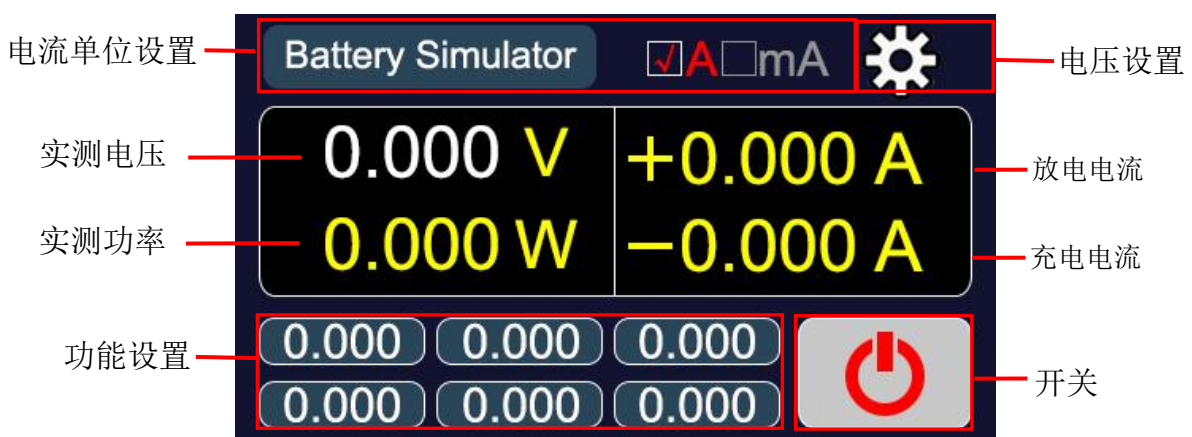 电流单位设置
Battery Simulator
√A mA
电压设置
实测电压
0.000 V
+0.000 A
放电电流
实测功率
0.000 W
−0.000 A
充电电流
功能设置
0.000 0.000 0.000
0.000 0.000 0.000
开关